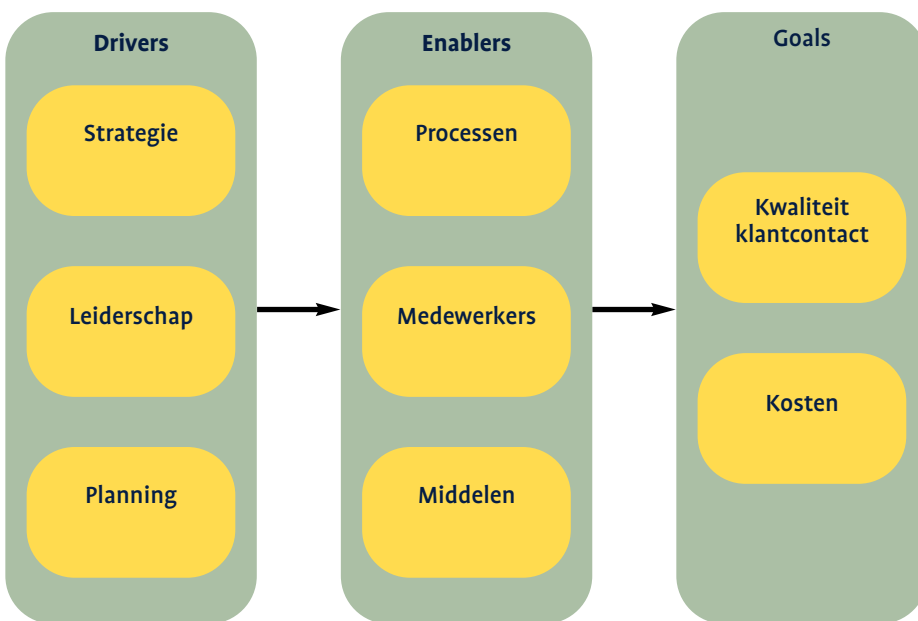 Drivers
Strategie
Leiderschap
Planning
Enablers
Processen
Medewerkers
Middelen
Goals
Kwaliteit
klantcontact
Kosten